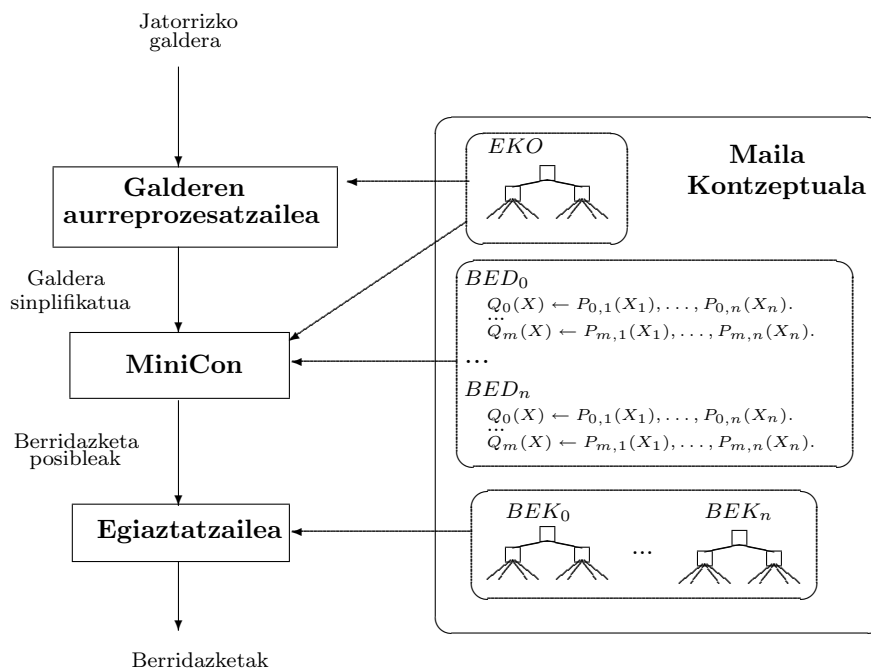 Jatorrizko
galdera
Galderen
aurreprozesatzailea
Galdera
sinplifikatua
MiniCon
Berridazketa
posibleak
Egiaztatzailea
Berridazketak
Maila
Kontzeptuala
EKO
BED₀
Q₀(X) ← P₀,₁(X₁), . . . , P₀,ₙ(Xₙ).
...
Qₘ(X) ← Pₘ,₁(X₁), . . . , Pₘ,ₙ(Xₙ).
...
BEDₙ
Q₀(X) ← P₀,₁(X₁), . . . , P₀,ₙ(Xₙ).
...
Qₘ(X) ← Pₘ,₁(X₁), . . . , Pₘ,ₙ(Xₙ).
BEK₀ BEKₙ
...